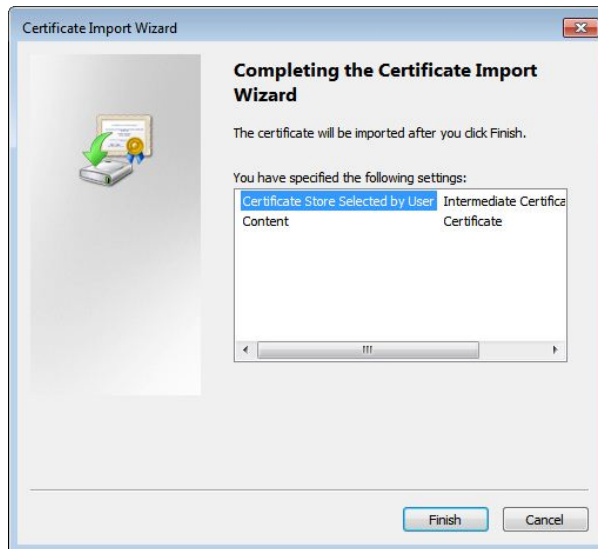 Certificate Import Wizard
Completing the Certificate Import
Wizard
The certificate will be imported after you click Finish.
You have specified the following settings:
Certificate Store Selected by User Intermediate Certifica
Content Certificate
Finish Cancel